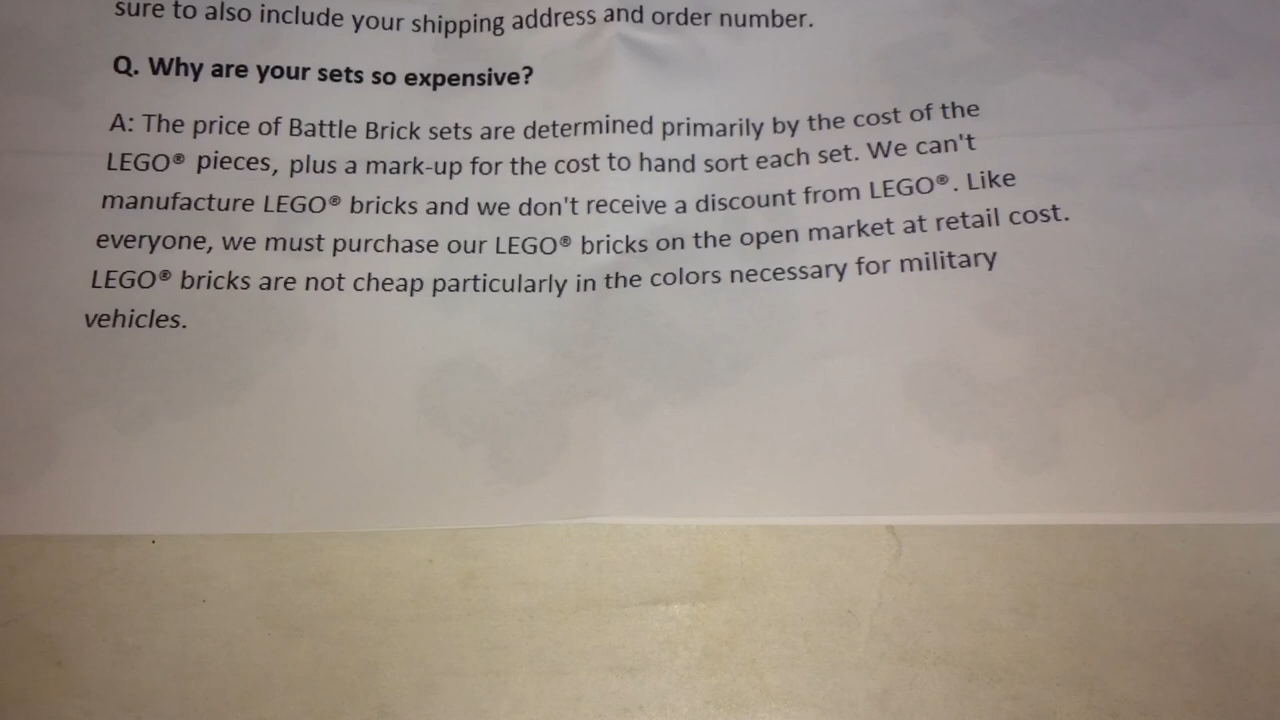 sure to also include your shipping address and order number.
Q. Why are your sets so expensive?
A: The price of Battle Brick sets are determined primarily by the cost of the
LEGO® pieces, plus a mark-up for the cost to hand sort each set. We can't
manufacture LEGO® bricks and we don't receive a discount from LEGO®. Like
everyone, we must purchase our LEGO® bricks on the open market at retail cost.
LEGO® bricks are not cheap particularly in the colors necessary for military
vehicles.